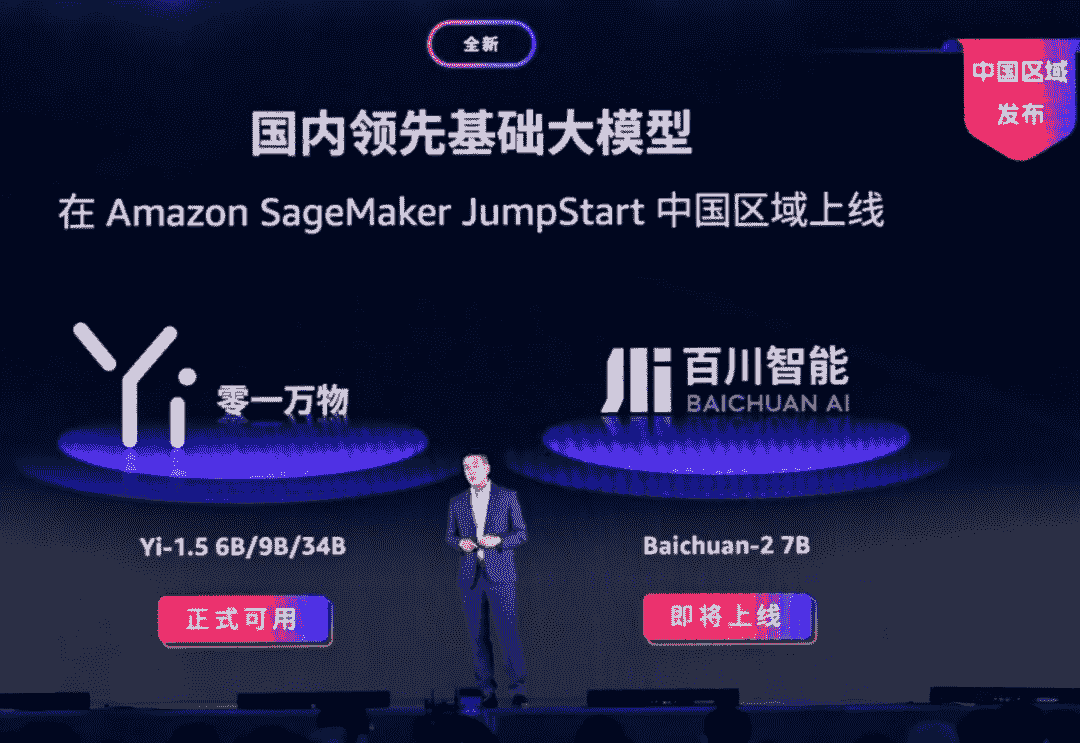 全新
中国区域
发布
国内领先基础大模型
在 Amazon SageMaker JumpStart 中国区域上线
Yi 零一万物
百川智能
BAICHUAN AI
Yi-1.5 6B/9B/34B
Baichuan-2 7B
正式可用
即将上线